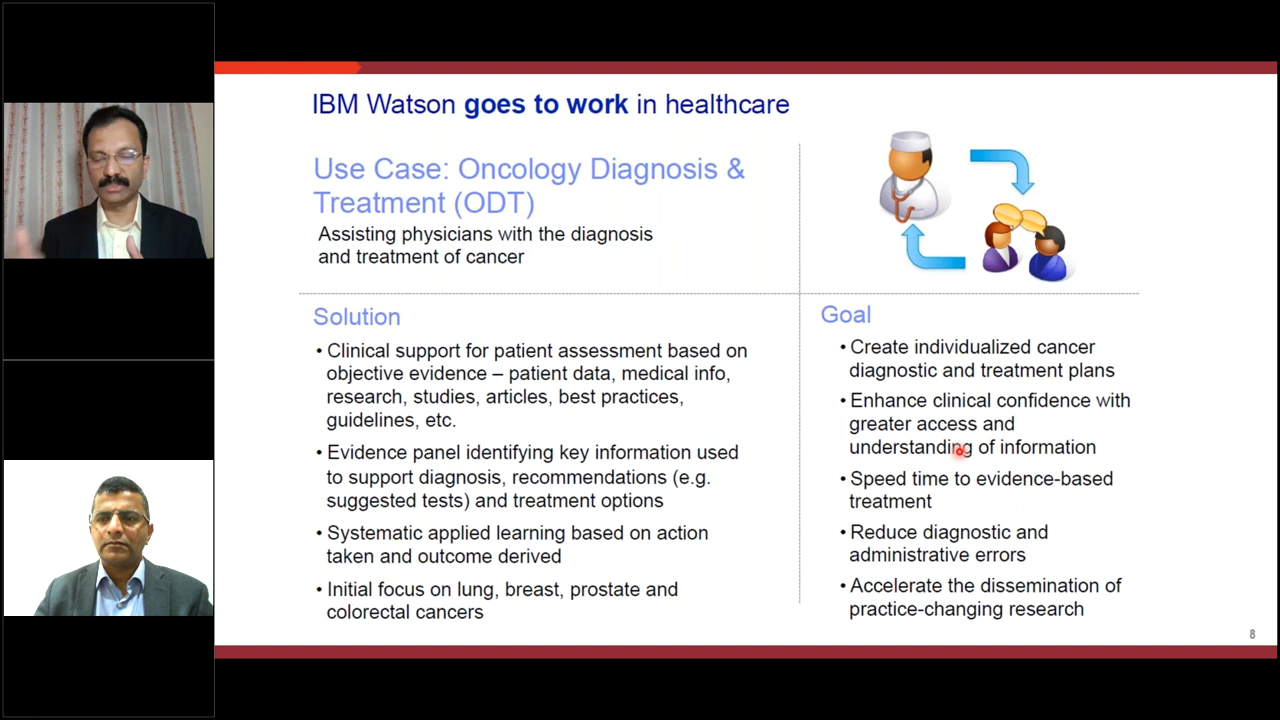 IBM Watson goes to work in healthcare
Use Case: Oncology Diagnosis &
Treatment (ODT)
Assisting physicians with the diagnosis
and treatment of cancer
Solution
• Clinical support for patient assessment based on
objective evidence – patient data, medical info,
research, studies, articles, best practices,
guidelines, etc.
• Evidence panel identifying key information used
to support diagnosis, recommendations (e.g.
suggested tests) and treatment options
• Systematic applied learning based on action
taken and outcome derived
• Initial focus on lung, breast, prostate and
colorectal cancers
Goal
• Create individualized cancer
diagnostic and treatment plans
• Enhance clinical confidence with
greater access and
understanding of information
• Speed time to evidence-based
treatment
• Reduce diagnostic and
administrative errors
• Accelerate the dissemination of
practice-changing research
8